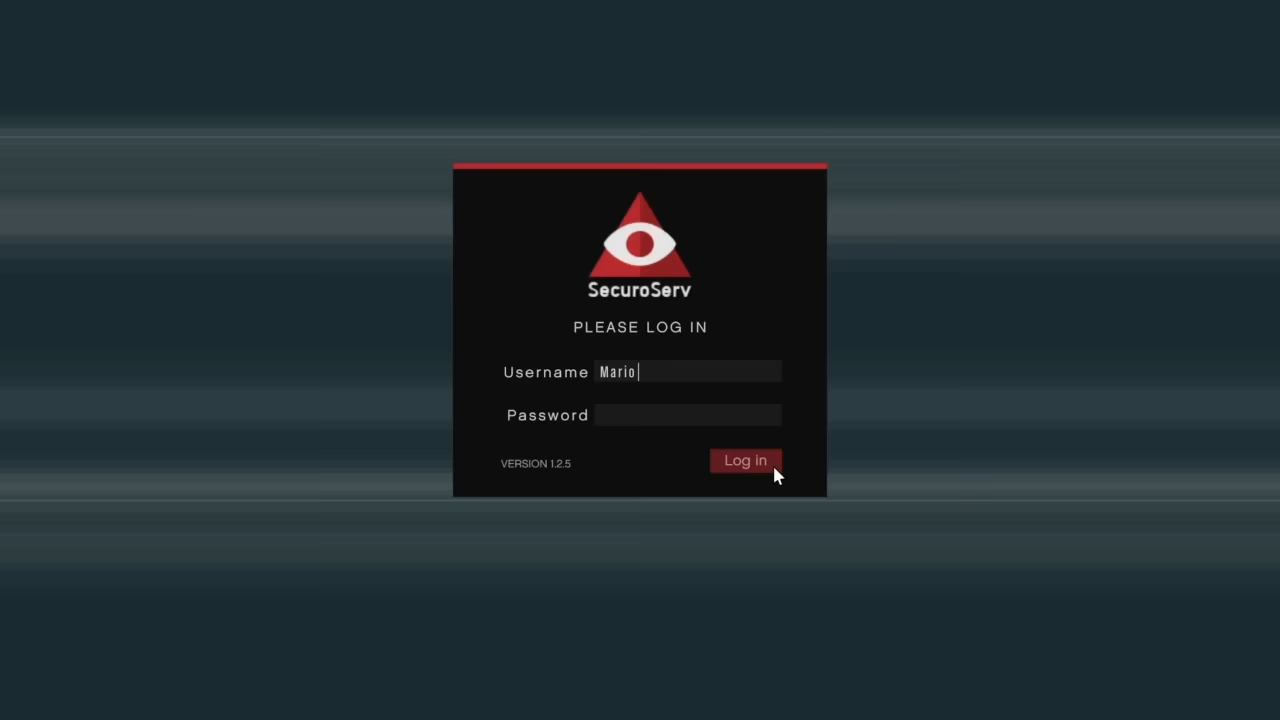 SecuroServ
PLEASE LOG IN
Username Mario
Password
VERSION 1.2.5 Log in